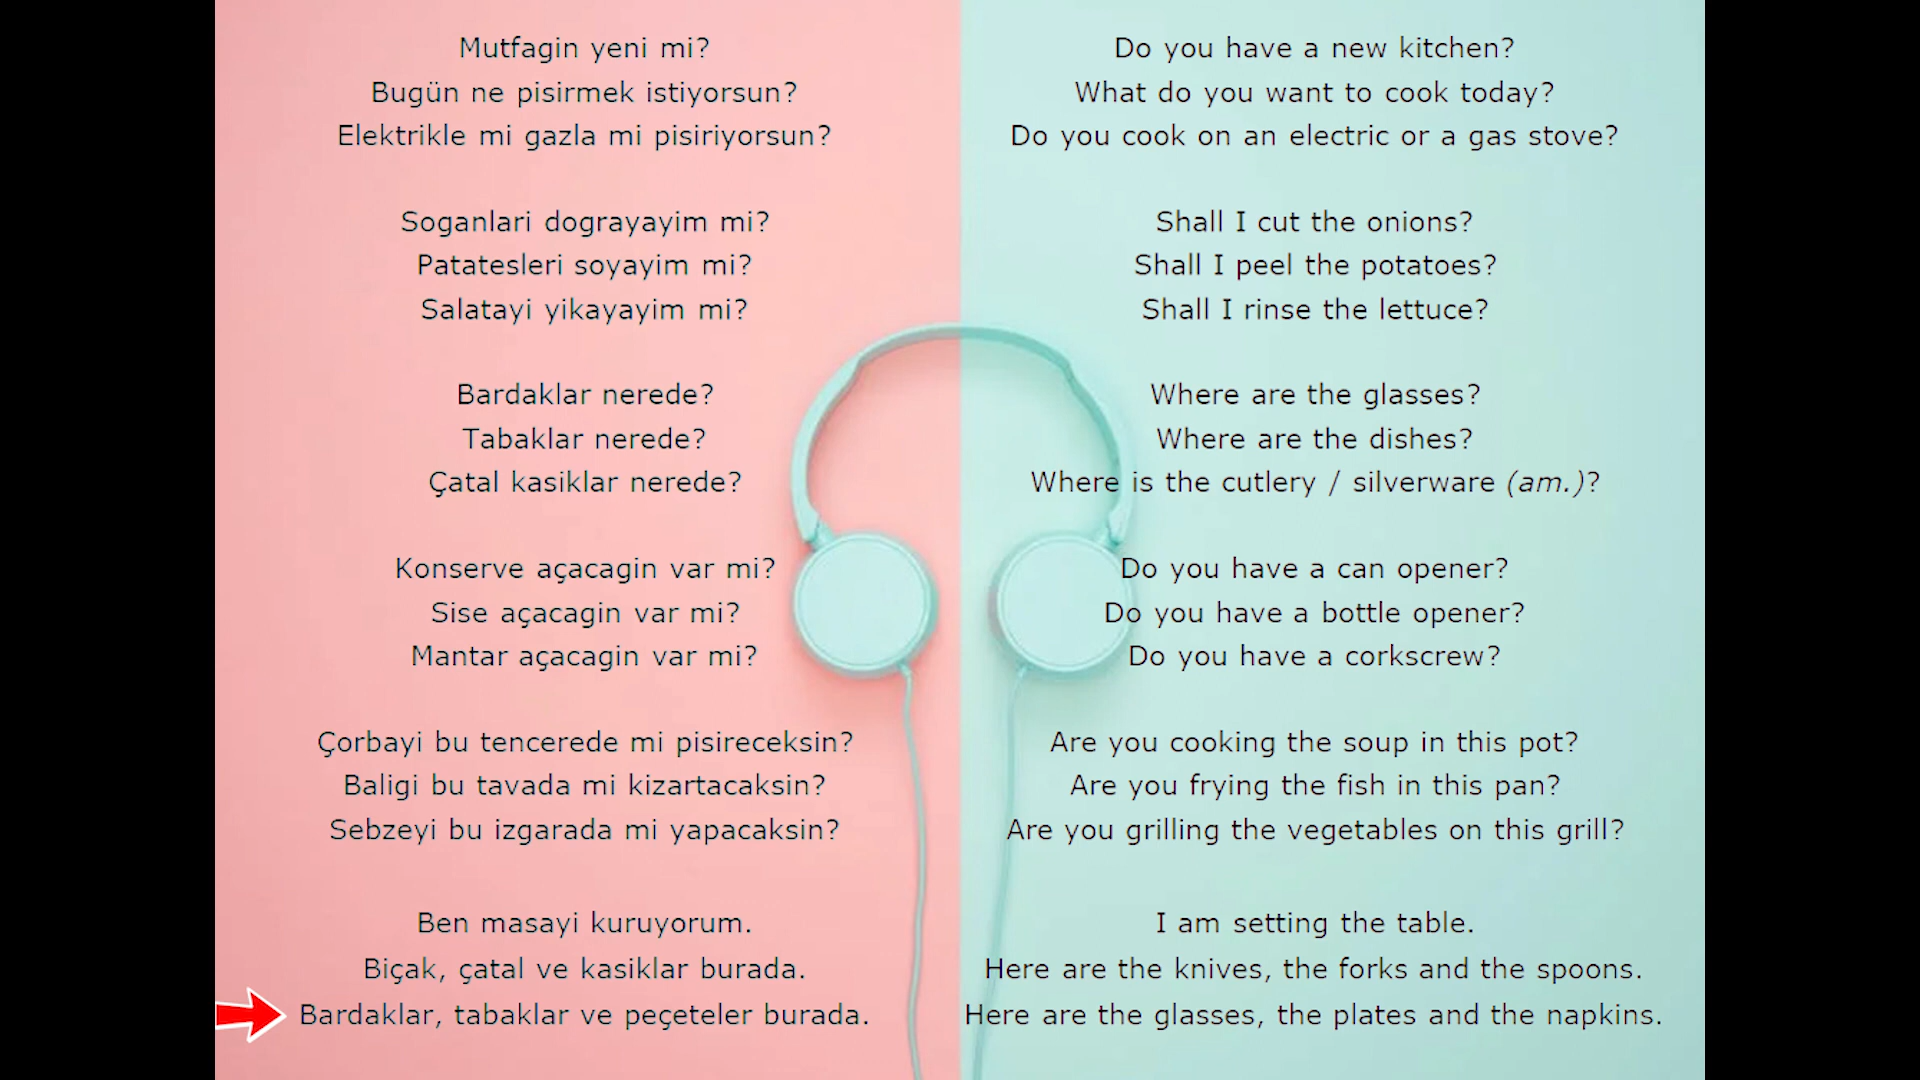 Mutfagin yeni mi?
Bugün ne pisirmek istiyorsun?
Elektrikle mi gazla mi pisiriyorsun?
Soganlari dograyayim mi?
Patatesleri soyayim mi?
Salatayi yikayayim mi?
Bardaklar nerede?
Tabaklar nerede?
Çatal kasiklar nerede?
Konserve açacagin var mi?
Sise açacagin var mi?
Mantar açacagin var mi?
Çorbayi bu tencerede mi pisireceksin?
Baligi bu tavada mi kizartacaksin?
Sebzeyi bu izgarada mi yapacaksin?
Ben masayi kuruyorum.
Biçak, çatal ve kasiklar burada.
Bardaklar, tabaklar ve peçeteler burada.
Do you have a new kitchen?
What do you want to cook today?
Do you cook on an electric or a gas stove?
Shall I cut the onions?
Shall I peel the potatoes?
Shall I rinse the lettuce?
Where are the glasses?
Where are the dishes?
Where is the cutlery / silverware (am.)?
Do you have a can opener?
Do you have a bottle opener?
Do you have a corkscrew?
Are you cooking the soup in this pot?
Are you frying the fish in this pan?
Are you grilling the vegetables on this grill?
I am setting the table.
Here are the knives, the forks and the spoons.
Here are the glasses, the plates and the napkins.